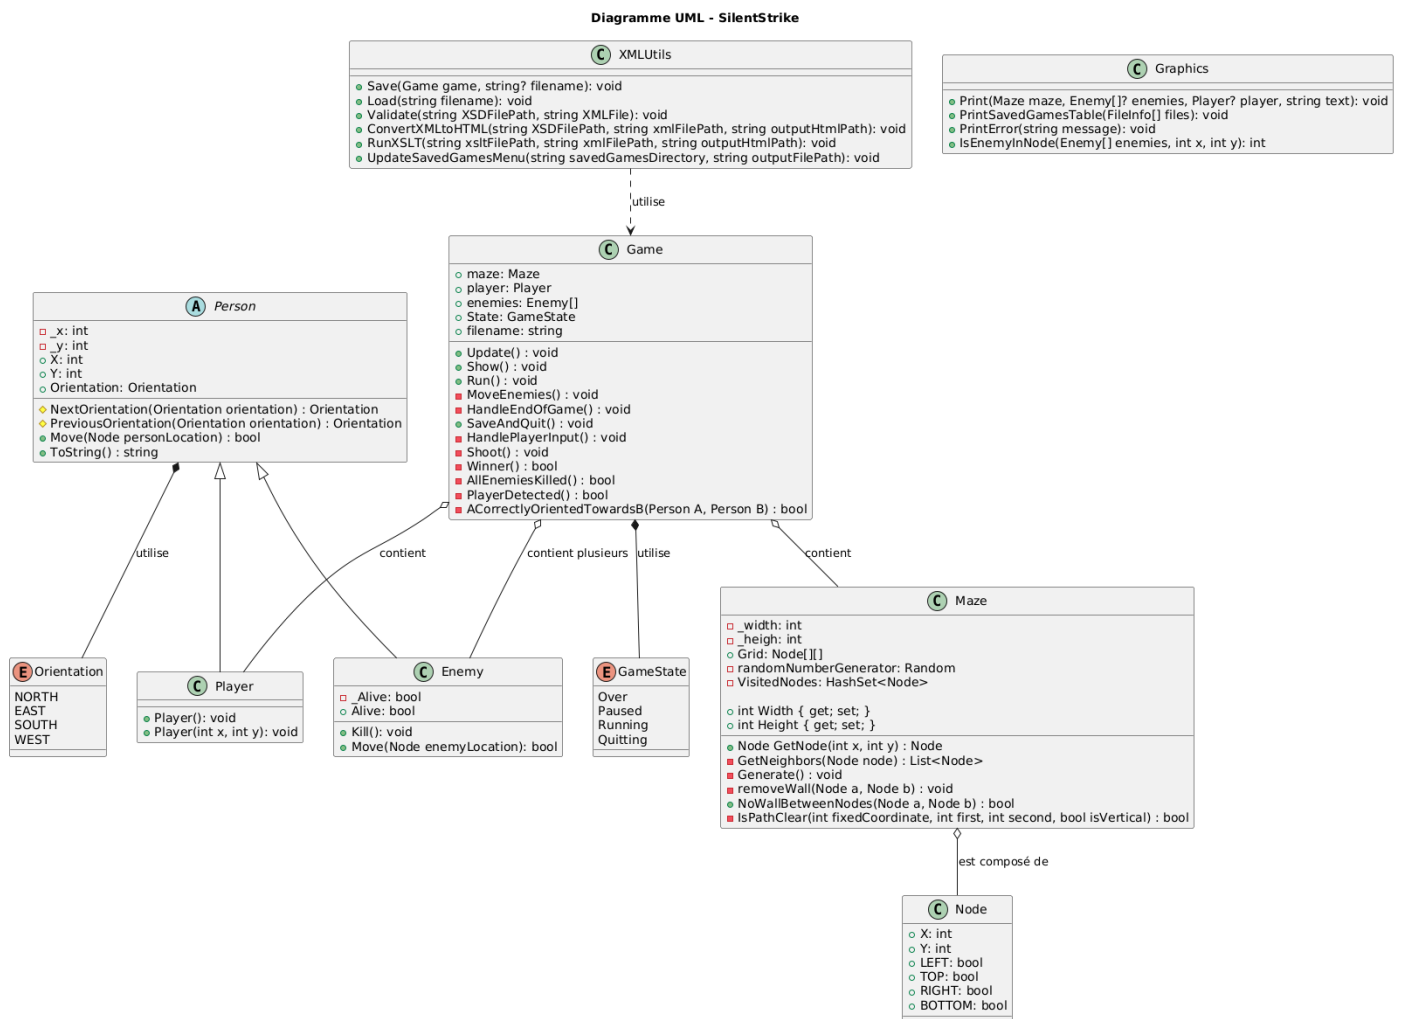 Diagramme UML - SilentStrike
C XMLUtils
Save(Game game, string? filename): void
Load(string filename): void
Validate(string XSDFilePath, string XMLFile): void
ConvertXMLtoHTML(string XSDFilePath, string xmlFilePath, string outputHtmlPath): void
RunXSLT(string xsltFilePath, string xmlFilePath, string outputHtmlPath): void
UpdateSavedGamesMenu(string savedGamesDirectory, string outputFilePath): void
C Graphics
Print(Maze maze, Enemy[]? enemies, Player? player, string text): void
PrintSavedGamesTable(FileInfo[] files): void
PrintError(string message): void
IsEnemyInNode(Enemy[] enemies, int x, int y): int
utilise
C Game
maze: Maze
player: Player
enemies: Enemy[]
State: GameState
filename: string
Update() : void
Show() : void
Run() : void
MoveEnemies() : void
HandleEndOfGame() : void
SaveAndQuit() : void
HandlePlayerInput() : void
Shoot() : void
Winner() : bool
AllEnemiesKilled() : bool
PlayerDetected() : bool
ACorrectlyOrientedTowardsB(Person A, Person B) : bool
A Person
_x: int
_y: int
X: int
Y: int
Orientation: Orientation
NextOrientation(Orientation orientation) : Orientation
PreviousOrientation(Orientation orientation) : Orientation
Move(Node personLocation) : bool
ToString() : string
utilise
contient
contient plusieurs
utilise
contient
E Orientation
NORTH
EAST
SOUTH
WEST
C Player
Player(): void
Player(int x, int y): void
C Enemy
_Alive: bool
Alive: bool
Kill(): void
Move(Node enemyLocation): bool
E GameState
Over
Paused
Running
Quitting
C Maze
_width: int
_heigh: int
Grid: Node[][]
randomNumberGenerator: Random
VisitedNodes: HashSet<Node>
int Width { get; set; }
int Height { get; set; }
Node GetNode(int x, int y) : Node
GetNeighbors(Node node) : List<Node>
Generate() : void
removeWall(Node a, Node b) : void
NoWallBetweenNodes(Node a, Node b) : bool
IsPathClear(int fixedCoordinate, int first, int second, bool isVertical) : bool
est composé de
C Node
X: int
Y: int
LEFT: bool
TOP: bool
RIGHT: bool
BOTTOM: bool